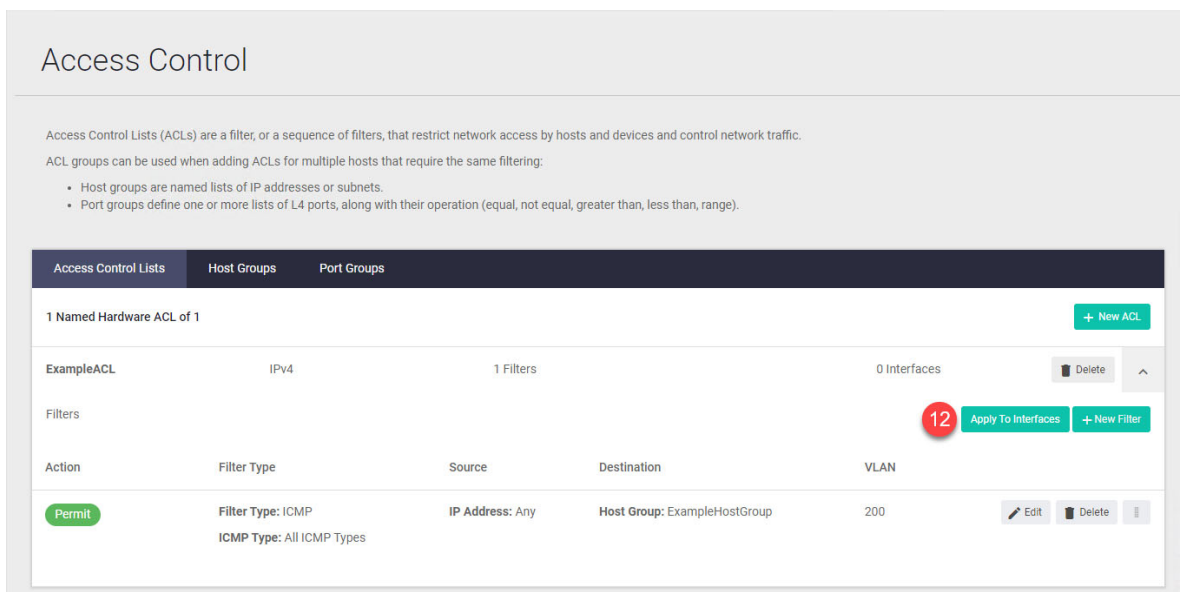 Access Control
Access Control Lists (ACLs) are a filter, or a sequence of filters, that restrict network access by hosts and devices and control network traffic.
ACL groups can be used when adding ACLs for multiple hosts that require the same filtering:
• Host groups are named lists of IP addresses or subnets.
• Port groups define one or more lists of L4 ports, along with their operation (equal, not equal, greater than, less than, range).
Access Control Lists Host Groups Port Groups
1 Named Hardware ACL of 1 + New ACL
ExampleACL IPv4 1 Filters 0 Interfaces Delete
Filters 12 Apply To Interfaces + New Filter
Action Filter Type Source Destination VLAN
Permit Filter Type: ICMP IP Address: Any Host Group: ExampleHostGroup 200 Edit Delete
ICMP Type: All ICMP Types